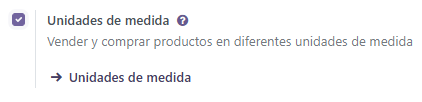 Unidades de medida ?
Vender y comprar productos en diferentes unidades de medida
→ Unidades de medida